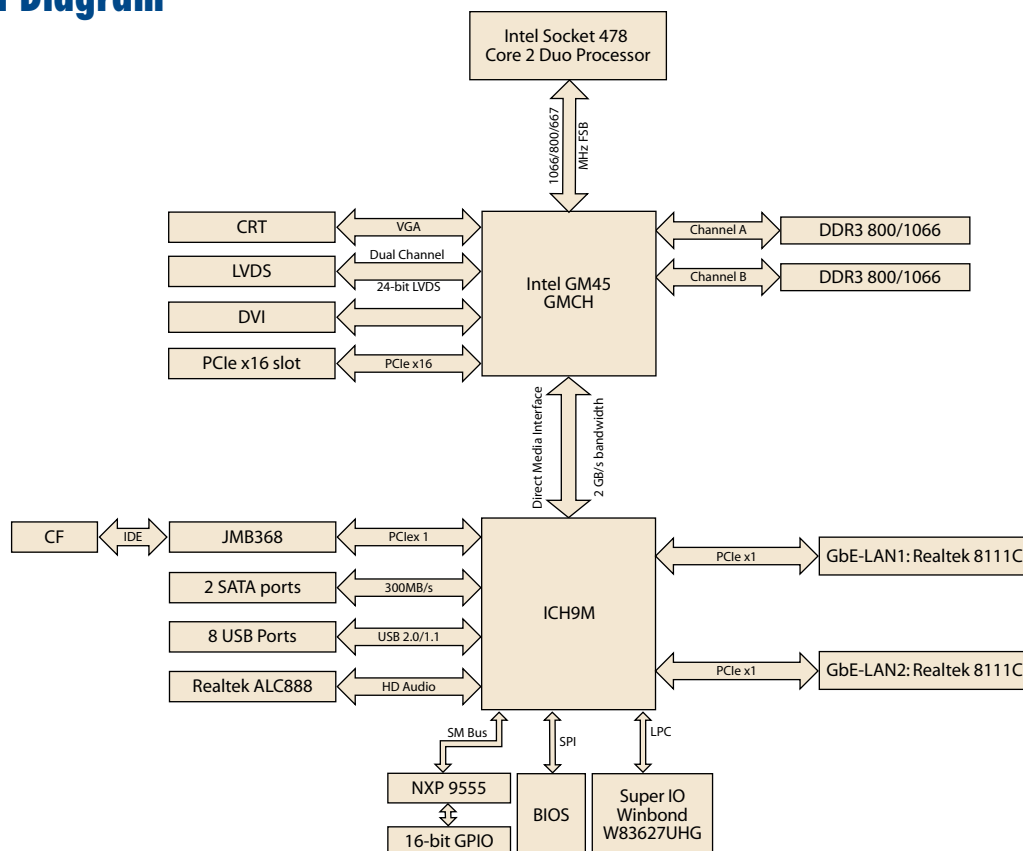 Diagram
Intel Socket 478
Core 2 Duo Processor
1066/800/667
MHz FSB
CRT
VGA
LVDS
Dual Channel
24-bit LVDS
DVI
PCIe x16 slot
PCIe x16
Intel GM45
GMCH
Channel A
DDR3 800/1066
Channel B
DDR3 800/1066
Direct Media Interface
2 GB/s bandwidth
CF
IDE
JMB368
PCIex 1
2 SATA ports
300MB/s
8 USB Ports
USB 2.0/1.1
Realtek ALC888
HD Audio
ICH9M
PCIe x1
GbE-LAN1: Realtek 8111C
PCIe x1
GbE-LAN2: Realtek 8111C
SM Bus
SPI
LPC
NXP 9555
16-bit GPIO
BIOS
Super IO
Winbond
W83627UHG